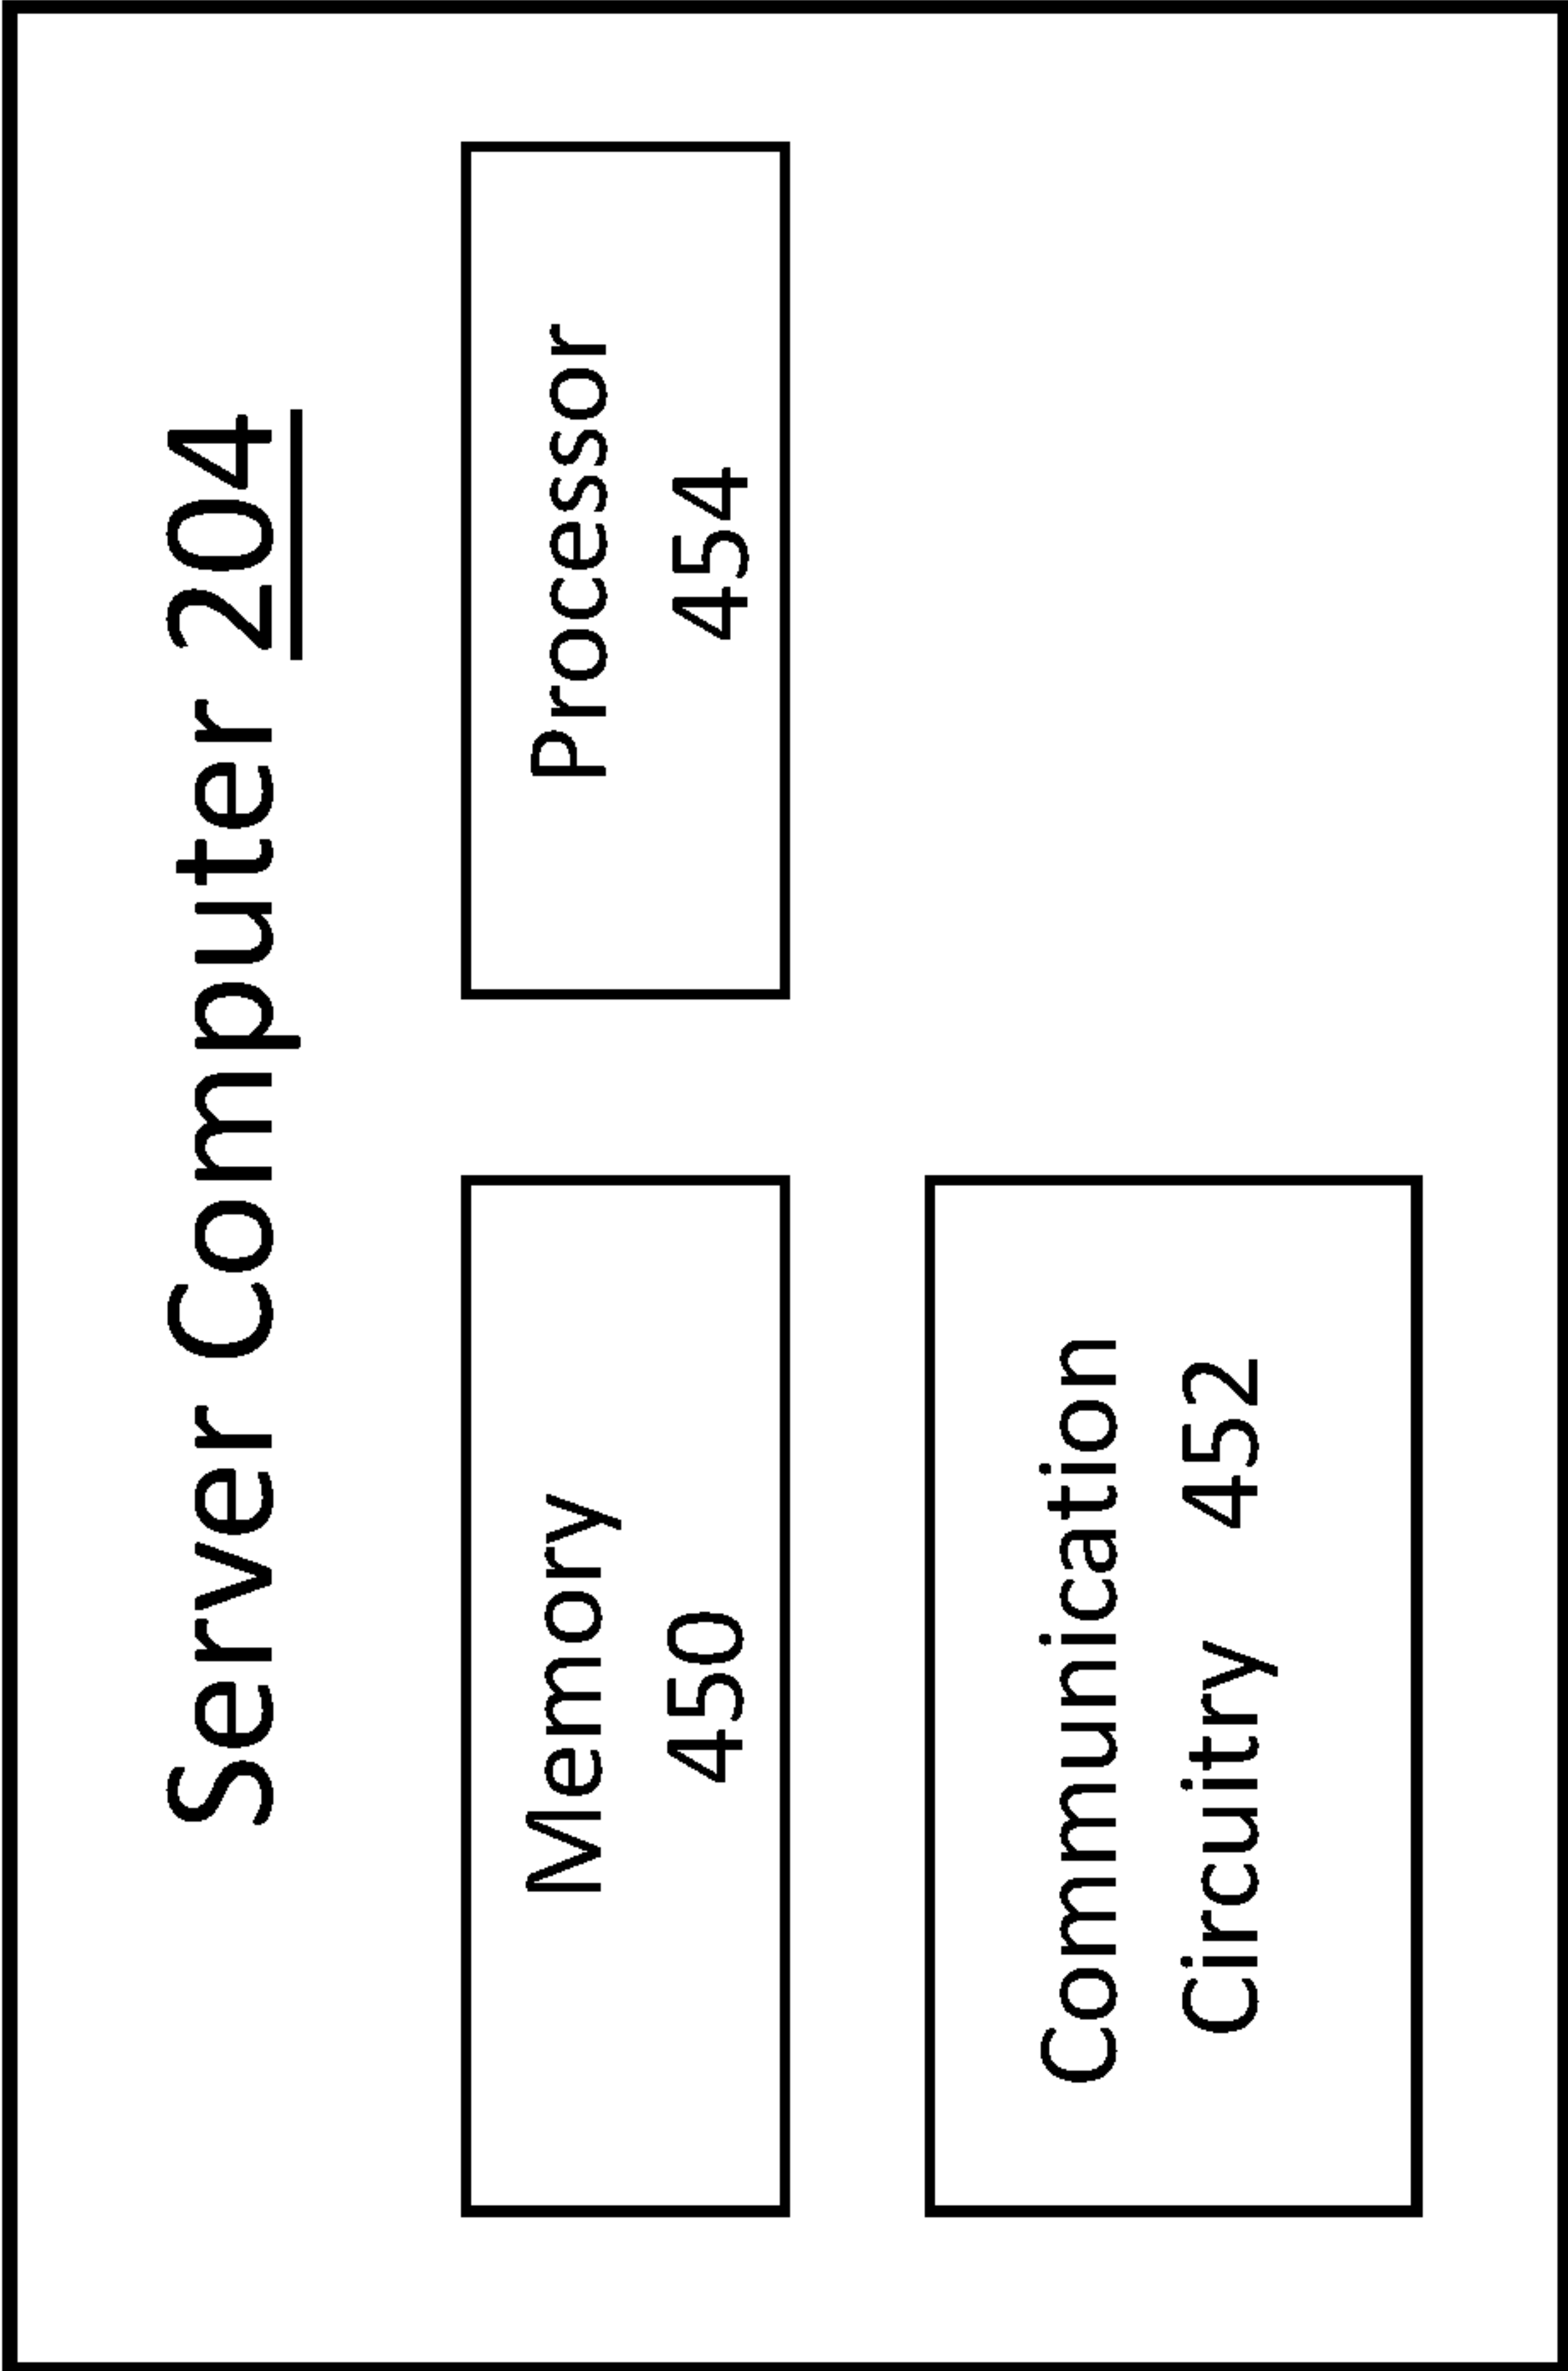 Server Computer 204
Memory
450
Processor
454
Communication
Circuitry 452